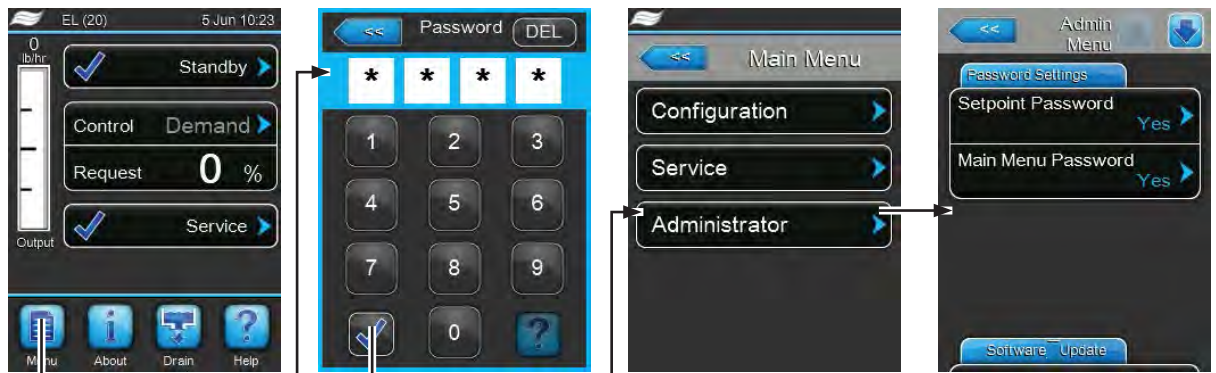 EL (20) 5 Jun 10:23
0
lb/hr
Standby
Control Demand
Request 0 %
Service
Output
Menu About Drain Help
<< Password DEL
* * * *
1 2 3
4 5 6
7 8 9
0 ?
<< Main Menu
Configuration
Service
Administrator
<< Admin
Menu
Password Settings
Setpoint Password
Yes
Main Menu Password
Yes
Software Update